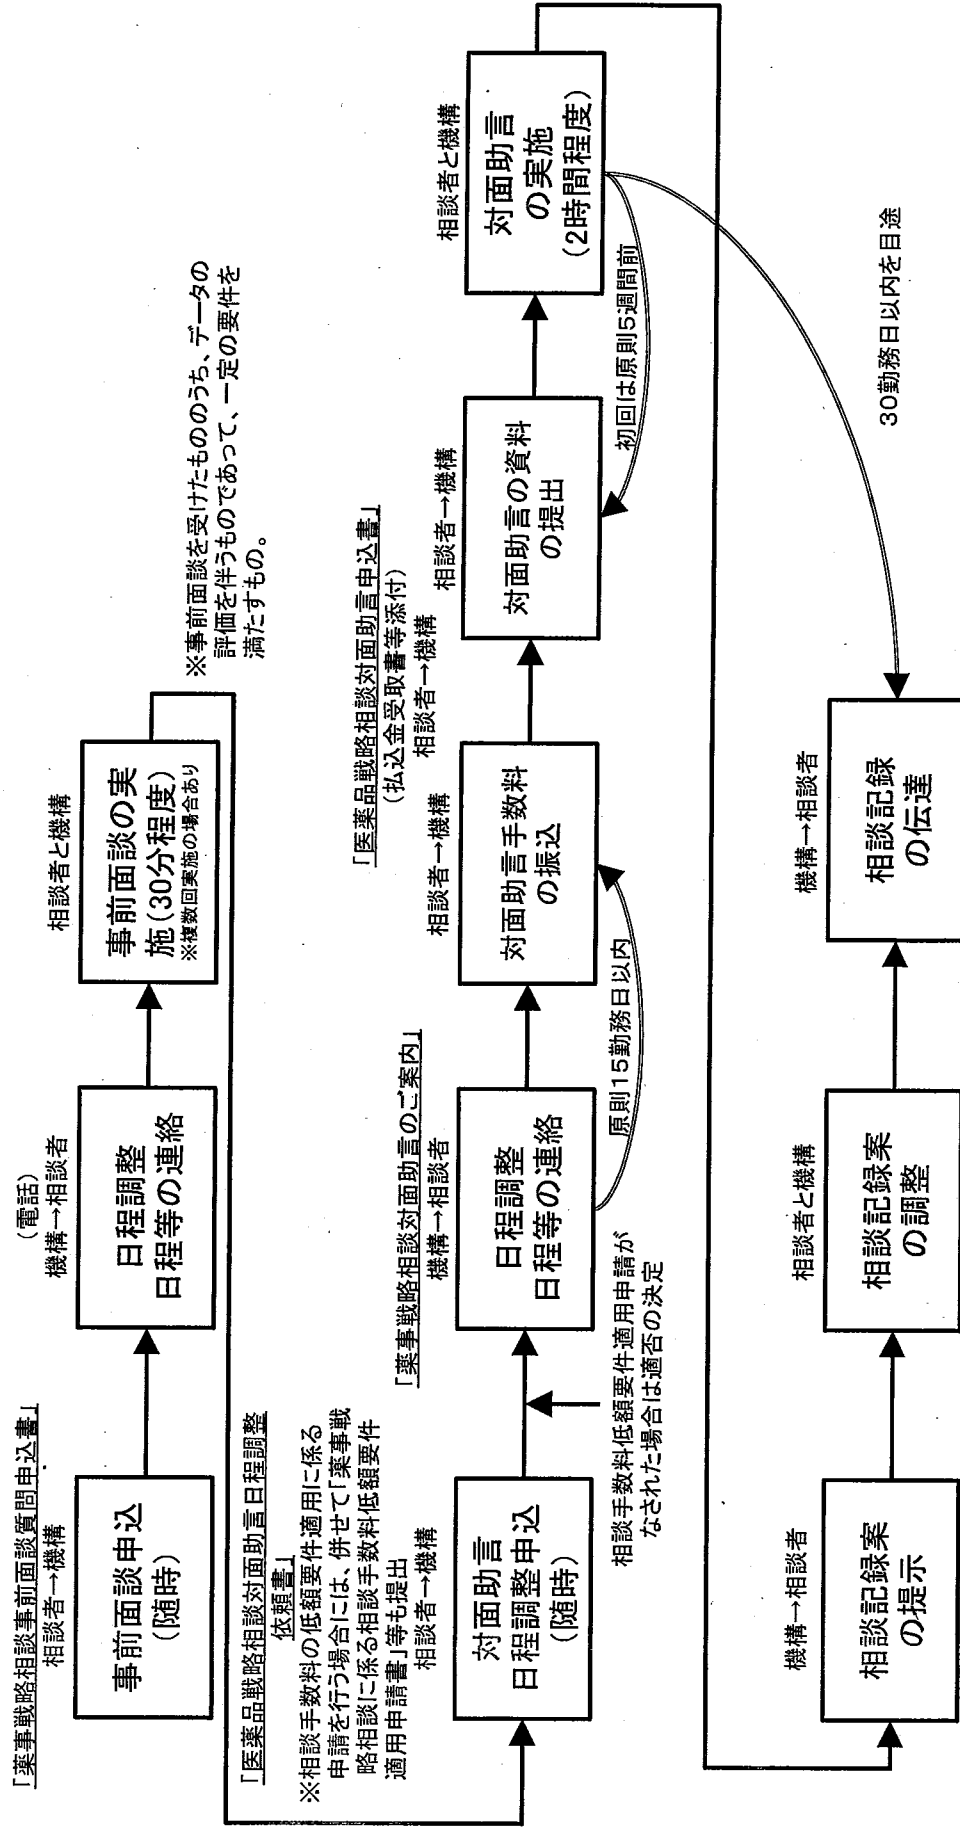 「薬事戦略相談事前面談質問申込書」
相談者→機構
事前面談申込
(随時)
(電話)
機構→相談者
日程調整
日程等の連絡
相談者と機構
事前面談の実
施(30分程度)
※複数回実施の場合あり
※事前面談を受けたもののうち、データの
評価を伴うものであって、一定の要件を
満たすもの。
「医薬品戦略相談対面助言日程調整
依頼書」
※相談手数料の低額要件適用に係る
申請を行う場合には、併せて「薬事戦
略相談に係る相談手数料低額要件
適用申請書」等も提出
相談者→機構
対面助言
日程調整申込
(随時)
相談手数料低額要件適用申請が
なされた場合は適否の決定
「薬事戦略相談対面助言のご案内」
機構→相談者
日程調整
日程等の連絡
原則15勤務日以内
相談者→機構
対面助言手数料
の振込
「医薬品戦略相談対面助言申込書」
(払込金受取書等添付)
相談者→機構
相談者→機構
対面助言の資料
の提出
初回は原則5週間前
相談者と機構
対面助言
の実施
(2時間程度)
30勤務日以内を目途
機構→相談者
相談記録案
の提示
相談者と機構
相談記録案
の調整
機構→相談者
相談記録
の伝達